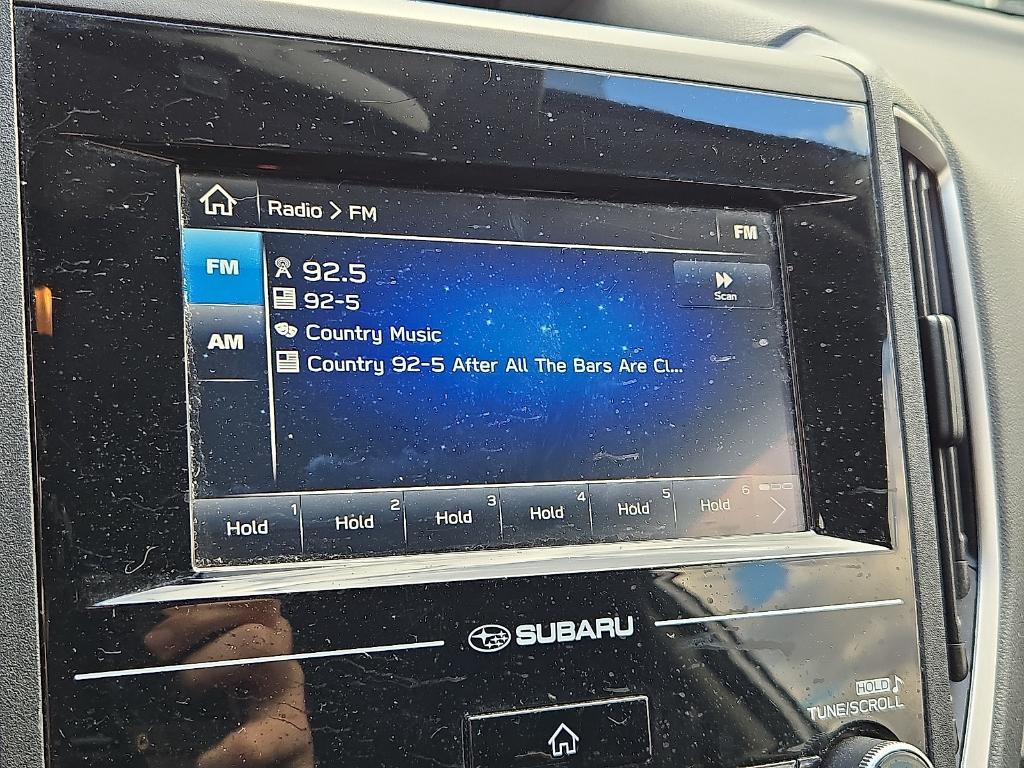 Radio > FM
FM
FM
AM
92.5
92-5
Country Music
Country 92-5 After All The Bars Are Cl...
Scan
1 2 3 4 5 6
Hold Hold Hold Hold Hold Hold
SUBARU
HOLD
TUNE/SCROLL